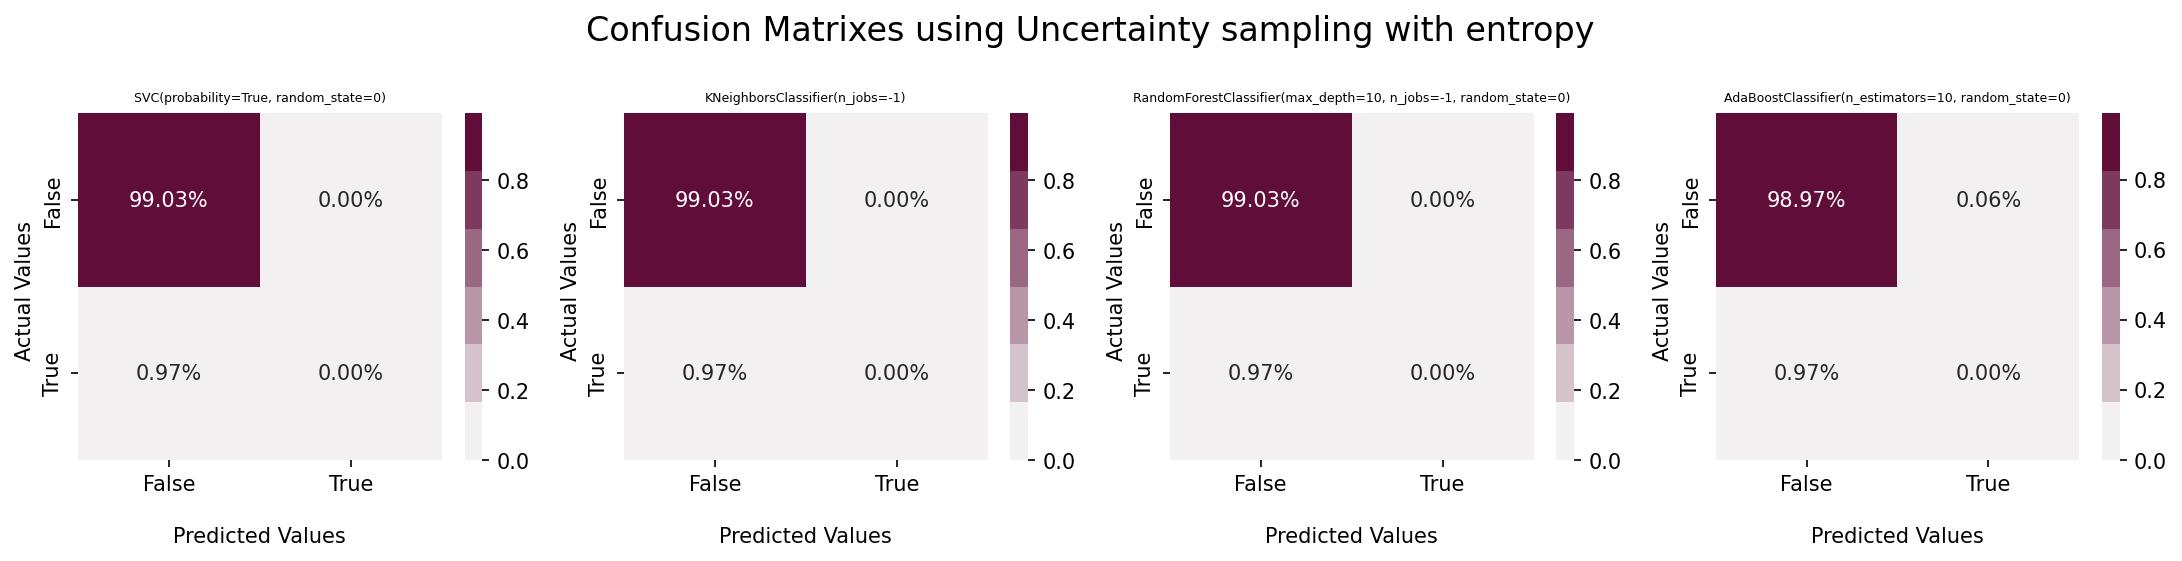 Confusion Matrixes using Uncertainty sampling with entropy
SVC(probability=True, random_state=0)
Actual Values
False
True
99.03%
0.00%
0.97%
0.00%
False
True
Predicted Values
0.8
0.6
0.4
0.2
0.0
KNeighborsClassifier(n_jobs=-1)
Actual Values
False
True
99.03%
0.00%
0.97%
0.00%
False
True
Predicted Values
0.8
0.6
0.4
0.2
0.0
RandomForestClassifier(max_depth=10, n_jobs=-1, random_state=0)
Actual Values
False
True
99.03%
0.00%
0.97%
0.00%
False
True
Predicted Values
0.8
0.6
0.4
0.2
0.0
AdaBoostClassifier(n_estimators=10, random_state=0)
Actual Values
False
True
98.97%
0.06%
0.97%
0.00%
False
True
Predicted Values
0.8
0.6
0.4
0.2
0.0